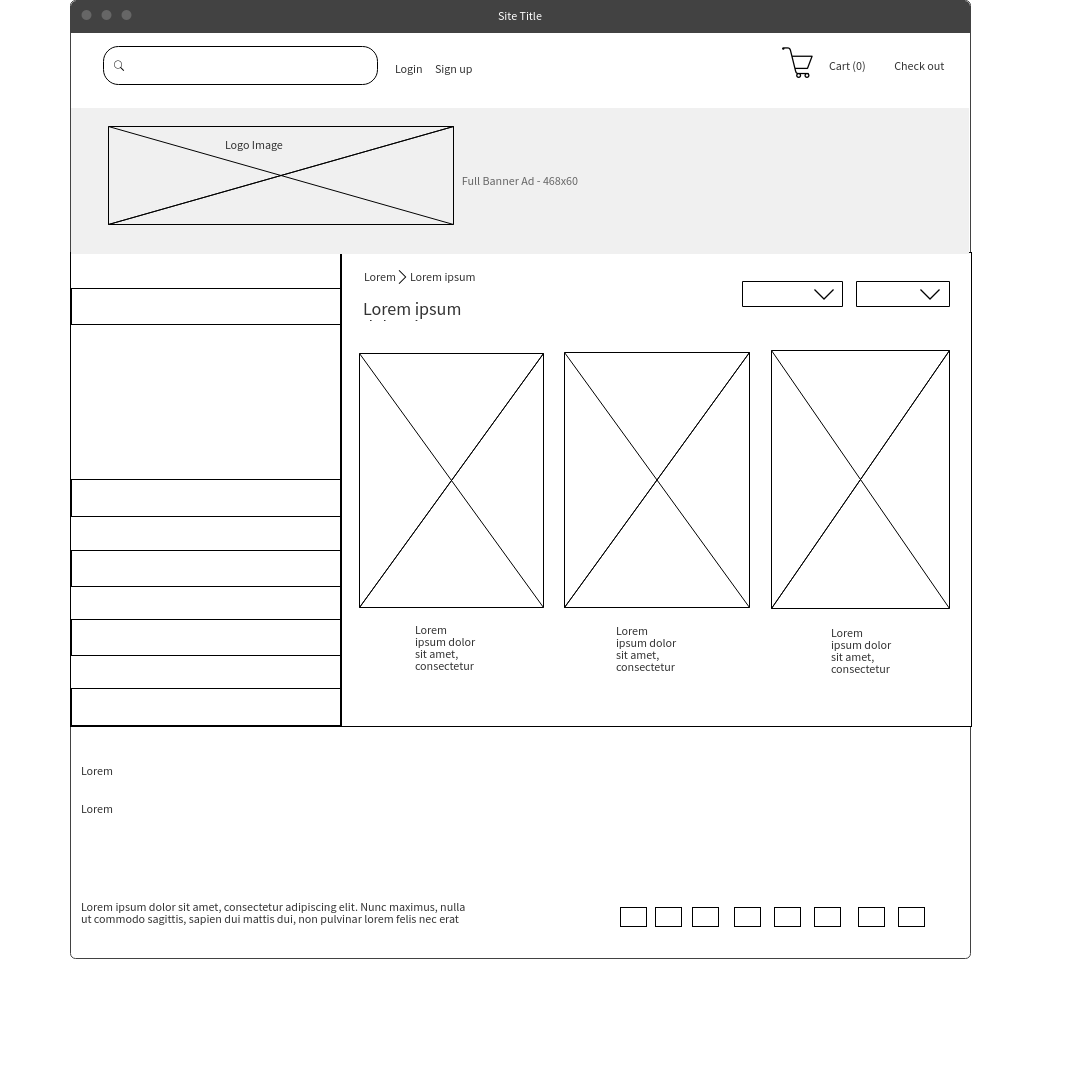 Site Title
Login Sign up
Cart (0) Check out
Logo Image
Full Banner Ad - 468x60
Lorem Lorem ipsum
Lorem ipsum
Lorem
ipsum dolor
sit amet,
consectetur
Lorem
ipsum dolor
sit amet,
consectetur
Lorem
ipsum dolor
sit amet,
consectetur
Lorem
Lorem
Lorem ipsum dolor sit amet, consectetur adipiscing elit. Nunc maximus, nulla
ut commodo sagittis, sapien dui mattis dui, non pulvinar lorem felis nec erat